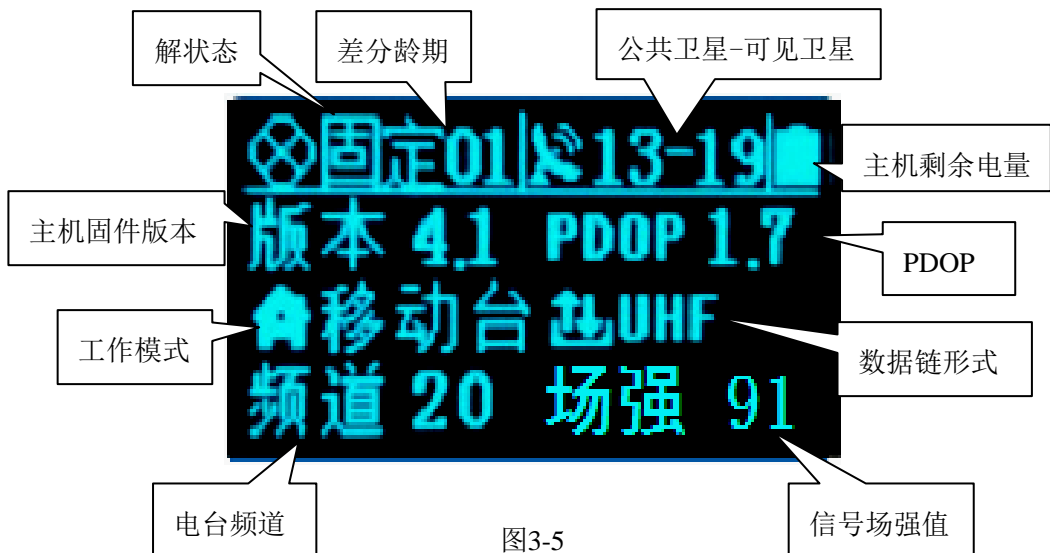 解状态
差分龄期
公共卫星-可见卫星
固定01 13-19
主机剩余电量
主机固件版本
版本 4.1 PDOP 1.7
PDOP
工作模式
移动台 UHF
数据链形式
频道 20 场强 91
电台频道
信号场强值
图3-5